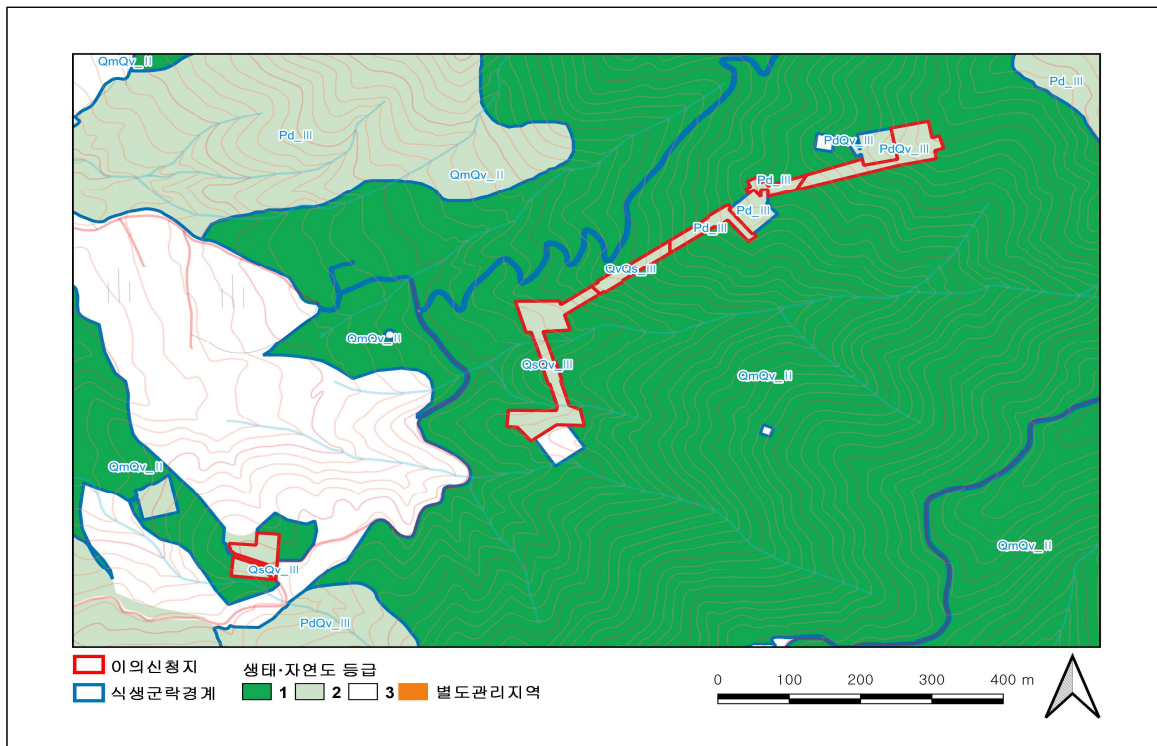 QmQv_II
Pd_III
Pd_III
PdQv_III
PdQv_III
QmQv_II
Pd_III
Pd_III
Pd_III
QvQs_III
QmQv_II
QsQv_III
QmQv_II
QmQv_II
QmQv_II
QsQv_III
PdQv_III
이의신청지
생태·자연도 등급
식생군락경계
1 2 3 별도관리지역
0 100 200 300 400 m